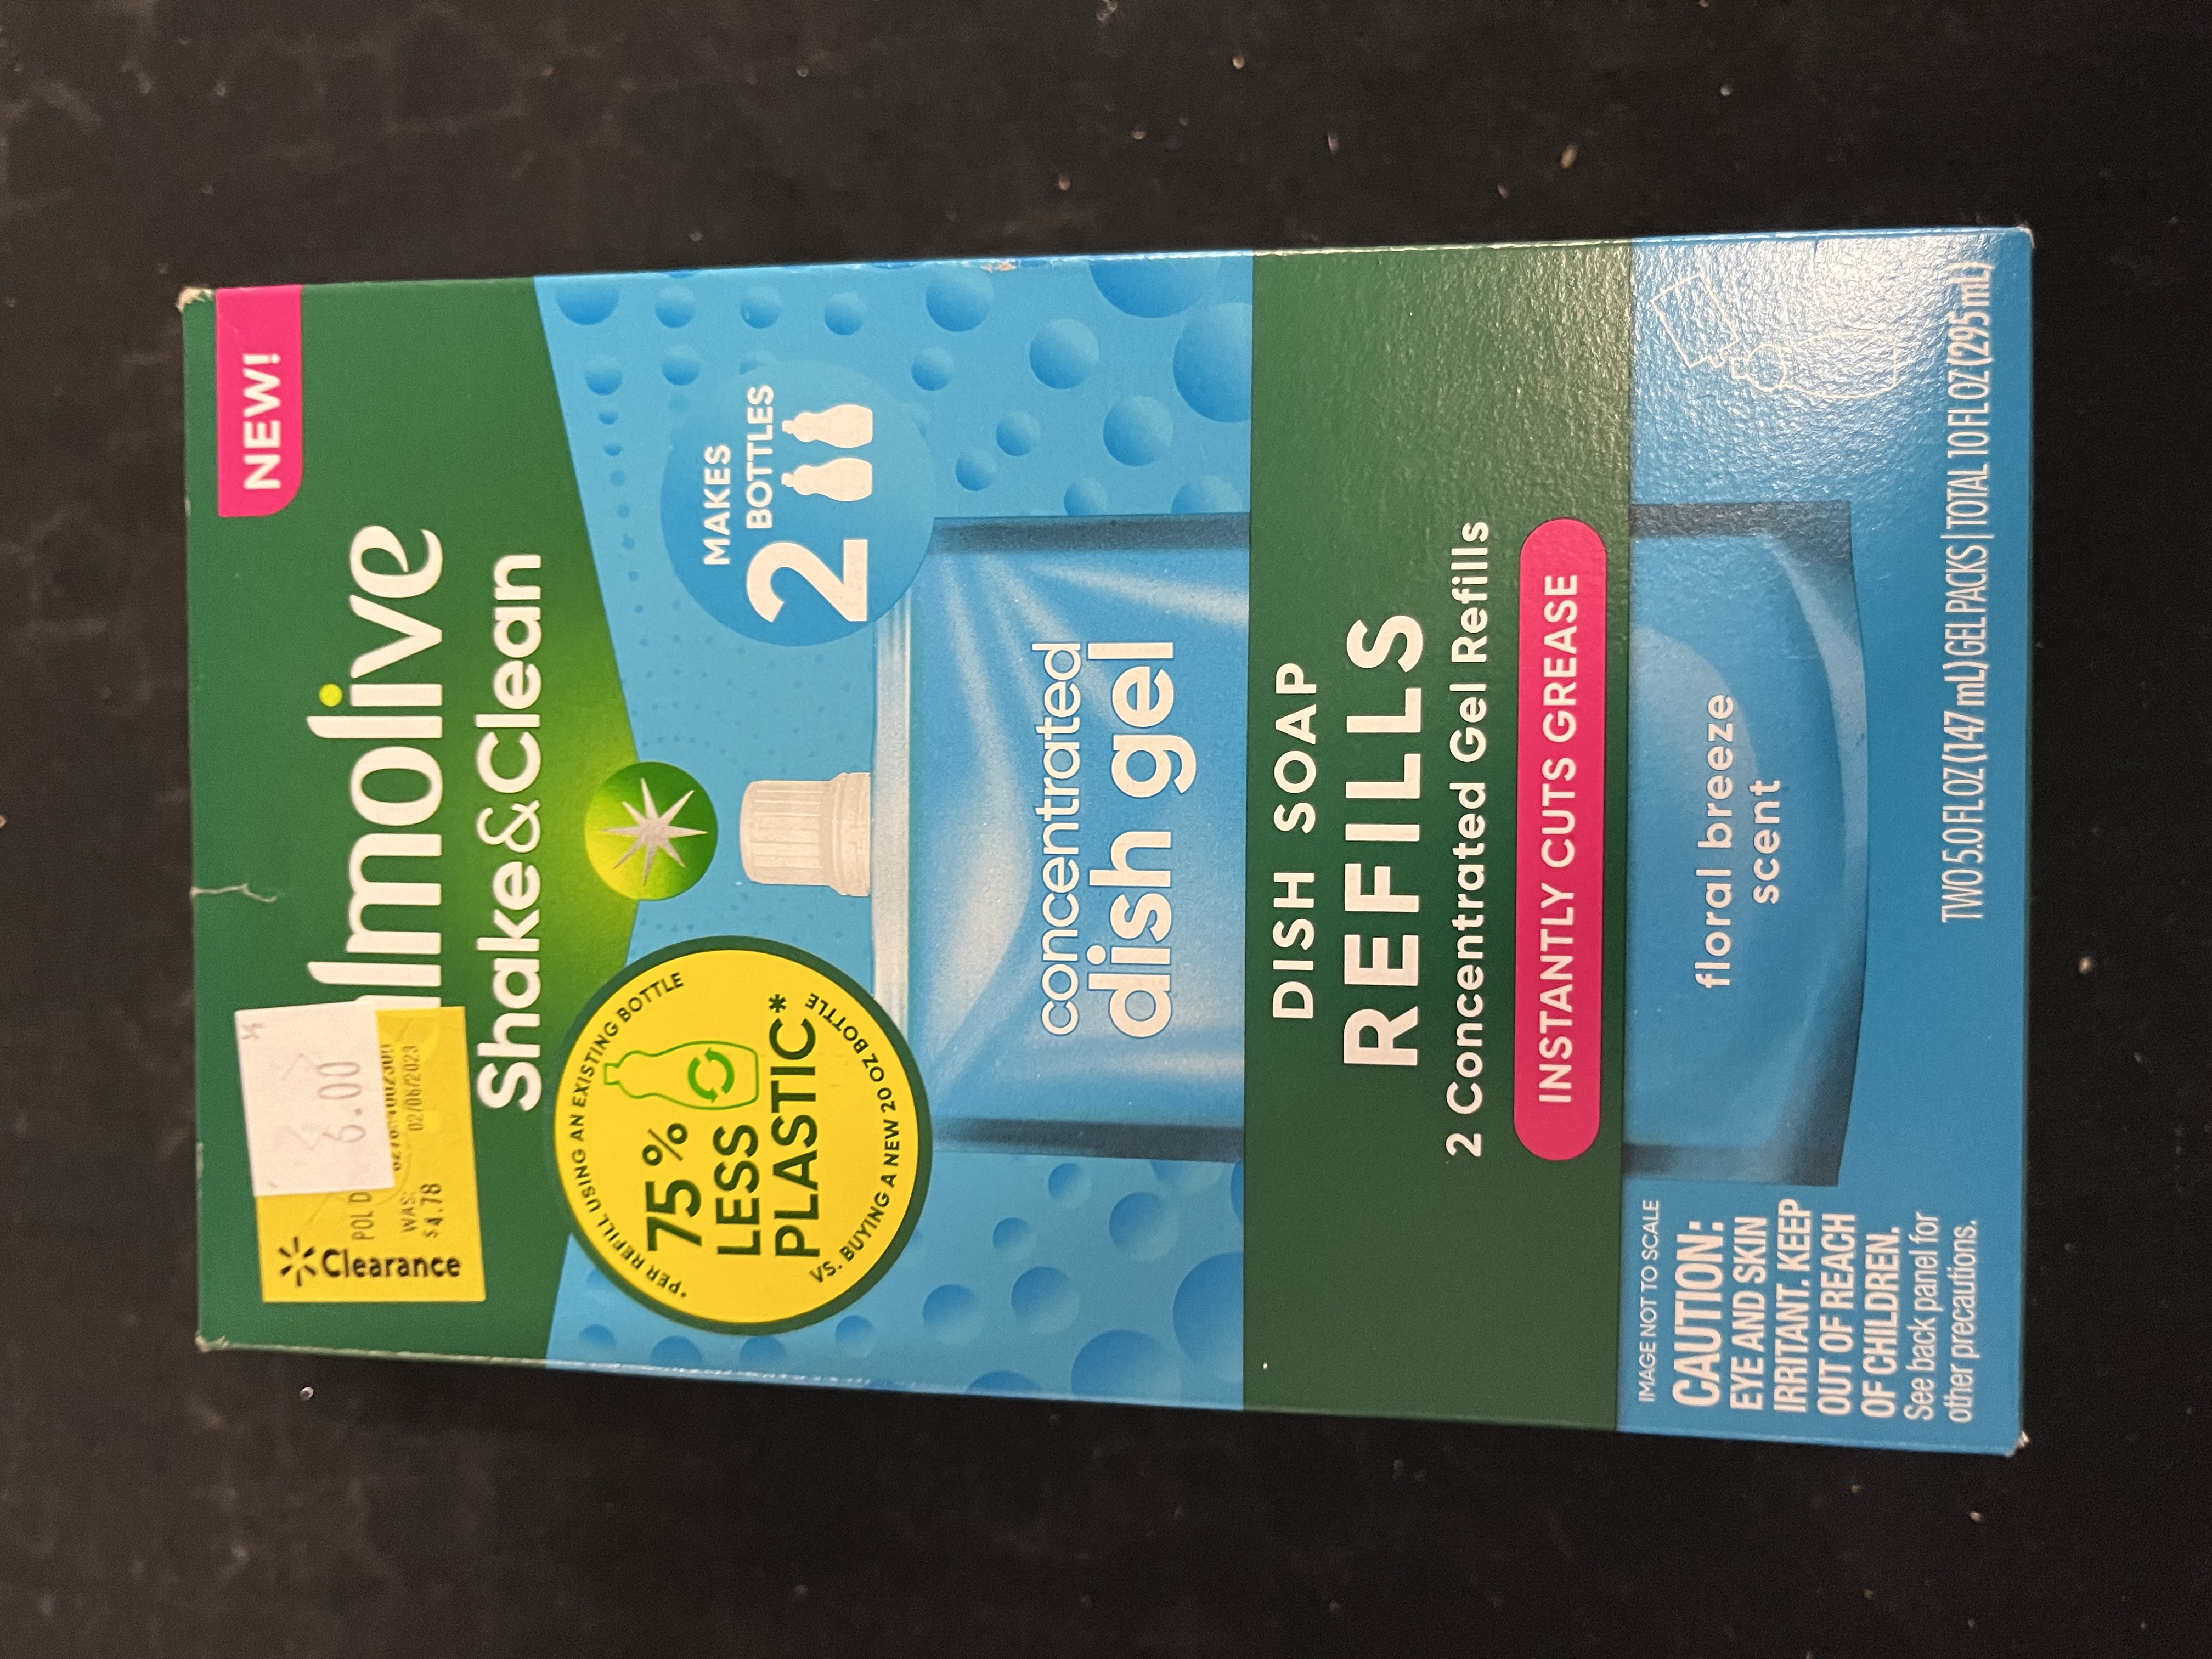 NEW!
lmolive
Shake&Clean
Clearance
POL D
WAS:
$4.78
02/06/2023
5.00
MAKES
2 BOTTLES
*PER REFILL USING AN EXISTING BOTTLE
75%
LESS
PLASTIC*
VS. BUYING A NEW 20 OZ BOTTLE
concentrated
dish gel
DISH SOAP
REFILLS
2 Concentrated Gel Refills
INSTANTLY CUTS GREASE
floral breeze
scent
IMAGE NOT TO SCALE
CAUTION:
EYE AND SKIN
IRRITANT. KEEP
OUT OF REACH
OF CHILDREN.
See back panel for
other precautions.
TWO 5.0 FL OZ (147 mL) GEL PACKS | TOTAL 10 FL OZ (295 mL)